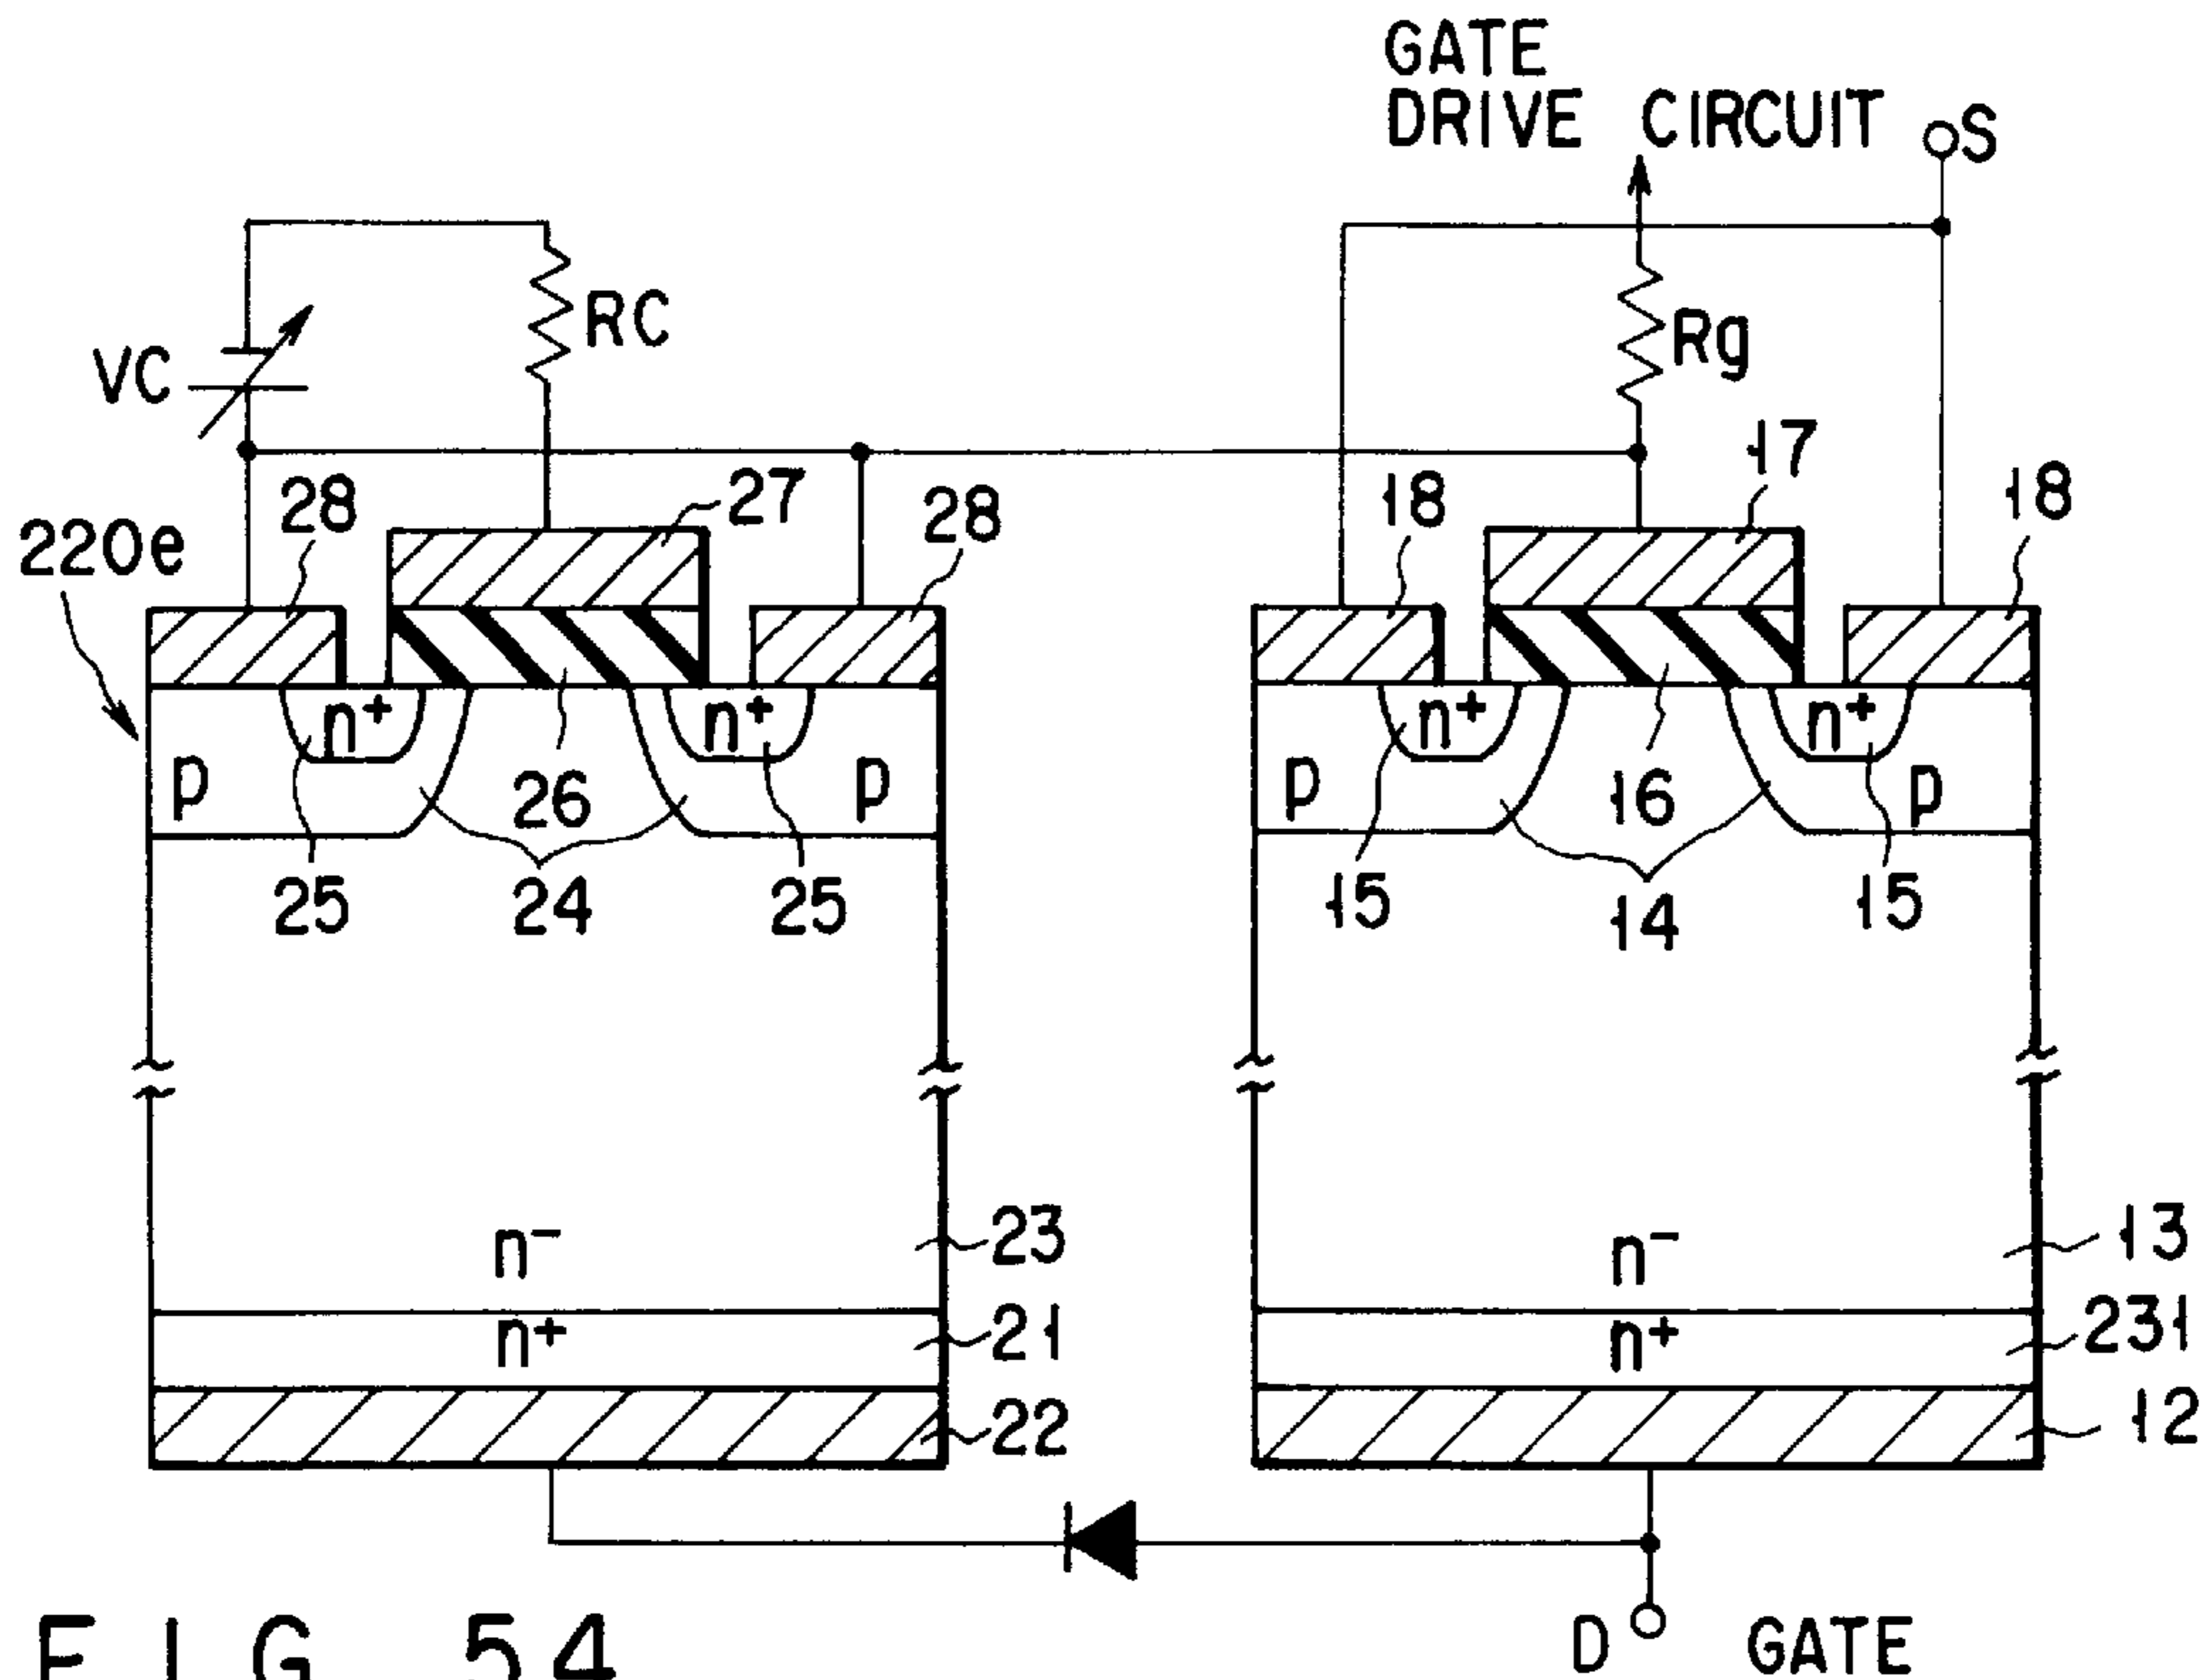 GATE
DRIVE CIRCUIT
S
RC
Rg
VC
17
27
18
18
28
28
220e
n+
n+
n+
n+
p
26
p
p
16
p
25
24
25
15
14
15
n-
23
n-
13
n+
21
n+
231
22
12
D
GATE
FIG 54